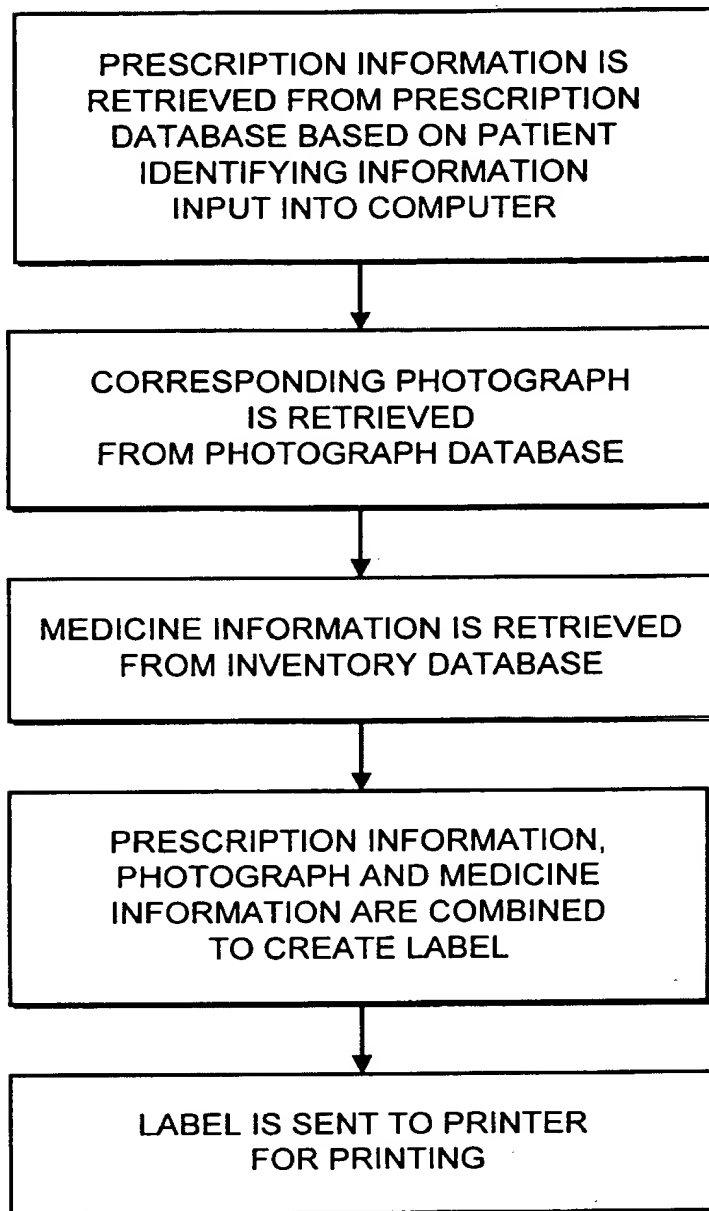 PRESCRIPTION INFORMATION IS
RETRIEVED FROM PRESCRIPTION
DATABASE BASED ON PATIENT
IDENTIFYING INFORMATION
INPUT INTO COMPUTER
CORRESPONDING PHOTOGRAPH
IS RETRIEVED
FROM PHOTOGRAPH DATABASE
MEDICINE INFORMATION IS RETRIEVED
FROM INVENTORY DATABASE
PRESCRIPTION INFORMATION,
PHOTOGRAPH AND MEDICINE
INFORMATION ARE COMBINED
TO CREATE LABEL
LABEL IS SENT TO PRINTER
FOR PRINTING